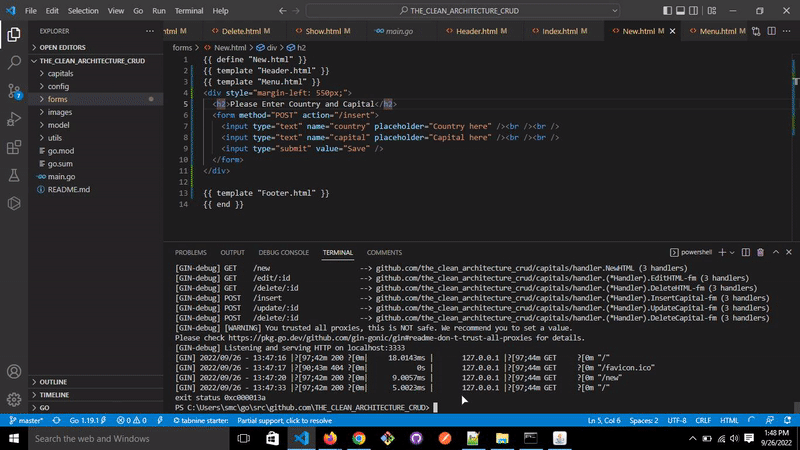 File Edit Selection View Go Run Terminal Help
THE_CLEAN_ARCHITECTURE_CRUD
EXPLORER
OPEN EDITORS
THE_CLEAN_ARCHITECTURE_CRUD
capitals
config
forms
images
model
utils
go.mod
go.sum
main.go
README.md
OUTLINE
TIMELINE
GO
html Delete.html Show.html main.go Header.html Index.html New.html Menu.html
forms > New.html > div > h2
1 {{ define "New.html" }}
2 {{ template "Header.html" }}
3 {{ template "Menu.html" }}
4 <div style="margin-left: 550px;">
5 <h2>Please Enter Country and Capital</h2>
6 <form method="POST" action="/insert">
7 <input type="text" name="country" placeholder="Country here" /><br /><br />
8 <input type="text" name="capital" placeholder="Capital here" /><br /><br />
9 <input type="submit" value="Save" />
10 </form>
11 </div>
12
13 {{ template "Footer.html" }}
14 {{ end }}
PROBLEMS OUTPUT DEBUG CONSOLE TERMINAL COMMENTS
powershell
[GIN-debug] GET /new --> github.com/the_clean_architecture_crud/capitals/handler.NewHTML (3 handlers)
[GIN-debug] GET /edit/:id --> github.com/the_clean_architecture_crud/capitals/handler.(*Handler).EditHTML-fm (3 handlers)
[GIN-debug] GET /delete/:id --> github.com/the_clean_architecture_crud/capitals/handler.(*Handler).DeleteHTML-fm (3 handlers)
[GIN-debug] POST /insert --> github.com/the_clean_architecture_crud/capitals/handler.(*Handler).InsertCapital-fm (3 handlers)
[GIN-debug] POST /update/:id --> github.com/the_clean_architecture_crud/capitals/handler.(*Handler).UpdateCapital-fm (3 handlers)
[GIN-debug] POST /delete/:id --> github.com/the_clean_architecture_crud/capitals/handler.(*Handler).DeleteCapital-fm (3 handlers)
[GIN-debug] [WARNING] You trusted all proxies, this is NOT safe. We recommend you to set a value.
Please check https://pkg.go.dev/github.com/gin-gonic/gin#readme-don-t-trust-all-proxies for details.
[GIN-debug] Listening and serving HTTP on localhost:3333
[GIN] 2022/09/26 - 13:47:16 |?[97;42m 200 ?[0m| 18.0143ms | 127.0.0.1 |?[97;44m GET ?[0m "/"
[GIN] 2022/09/26 - 13:47:17 |?[90;43m 404 ?[0m| 0s | 127.0.0.1 |?[97;44m GET ?[0m "/favicon.ico"
[GIN] 2022/09/26 - 13:47:20 |?[97;42m 200 ?[0m| 9.0057ms | 127.0.0.1 |?[97;44m GET ?[0m "/new"
[GIN] 2022/09/26 - 13:47:33 |?[97;42m 200 ?[0m| 5.0023ms | 127.0.0.1 |?[97;44m GET ?[0m "/"
exit status 0xc000013a
PS C:\Users\smc\go\src\github.com\THE_CLEAN_ARCHITECTURE_CRUD>
master Go 1.19.1 0 0 tabnine starter Partial support, click to resolve Ln 5, Col 6 Spaces: 2 UTF-8 CRLF HTML
Search the web and Windows
1:48 PM
9/26/2022